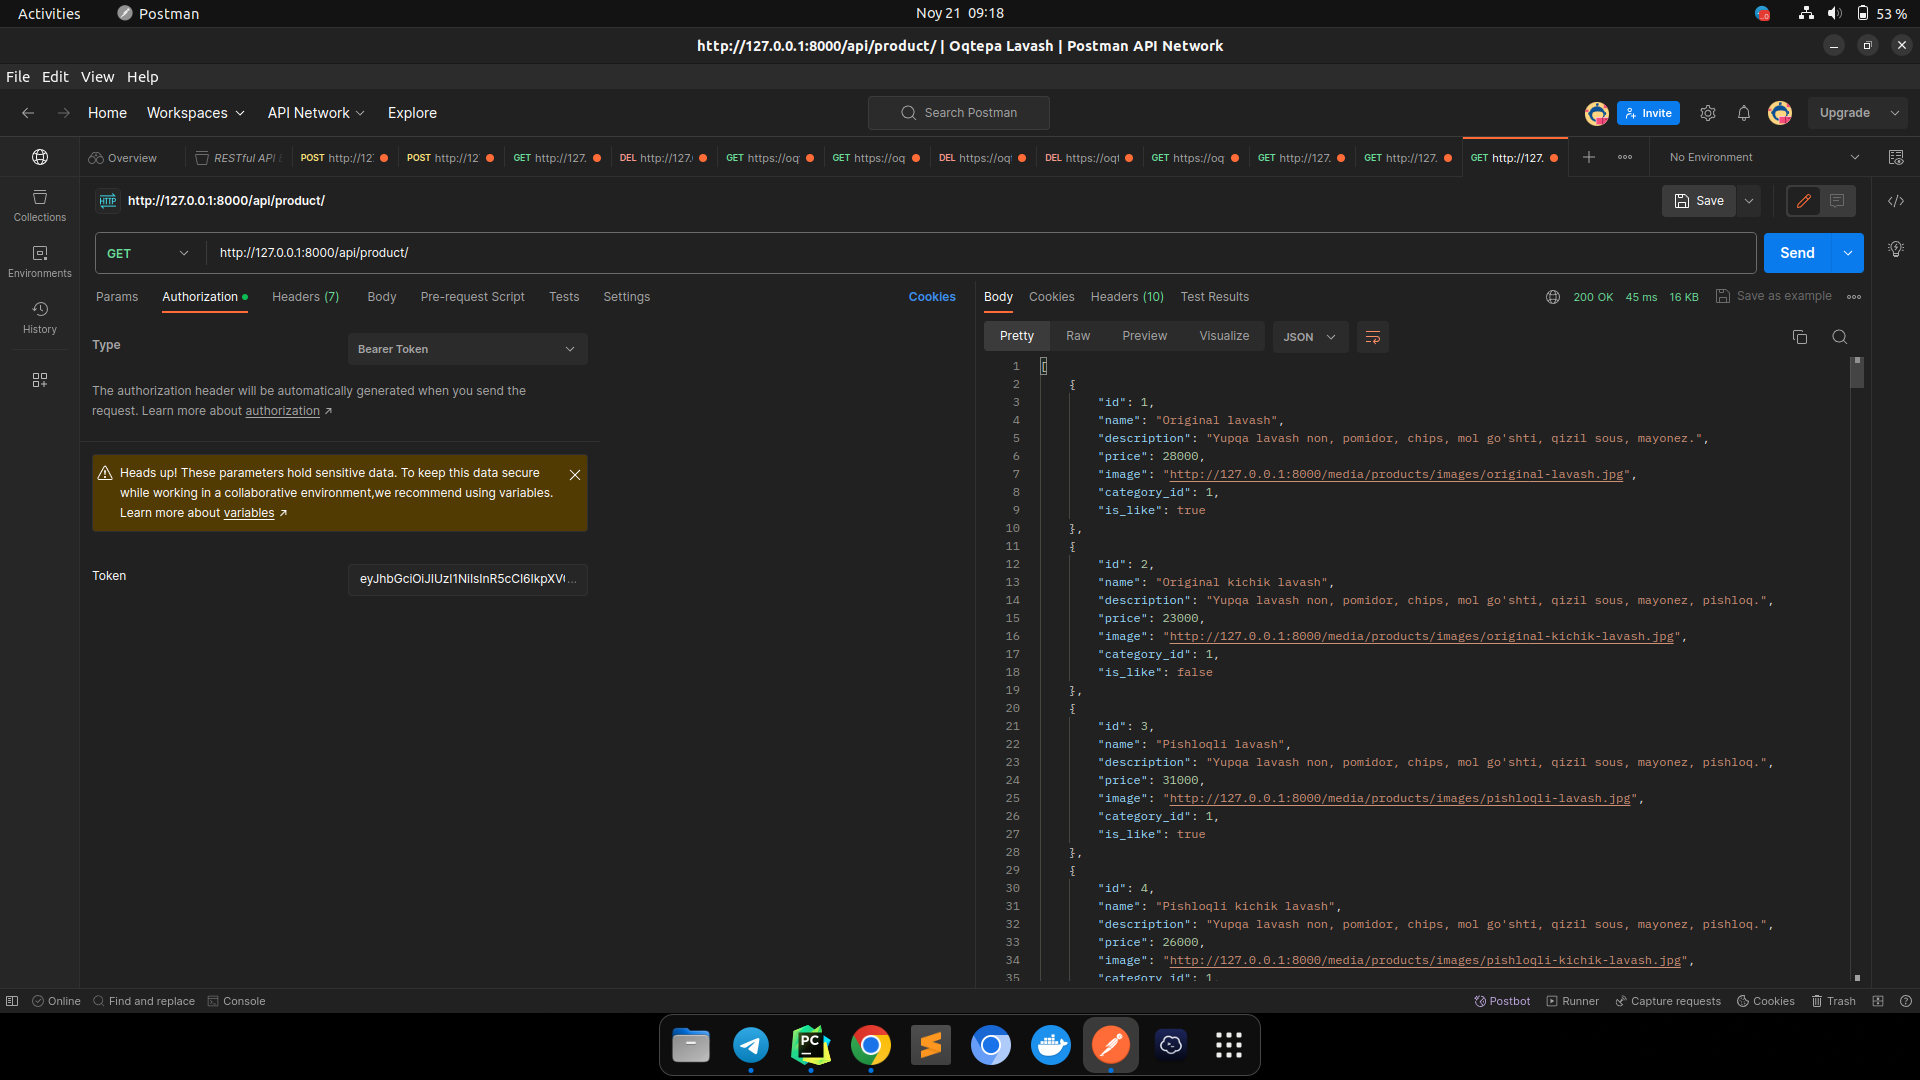 Activities
Postman
Noy 21 09:18
53 %
http://127.0.0.1:8000/api/product/ | Oqtepa Lavash | Postman API Network
File Edit View Help
Home Workspaces API Network Explore
Search Postman
Invite
Upgrade
Overview
RESTful API
POST http://12
POST http://12
GET http://127.
DEL http://127.
GET https://oq
GET https://oq
DEL https://oq
DEL https://oq
GET https://oq
GET http://127.
GET http://127.
GET http://127.
No Environment
Collections
Environments
History
HTTP
http://127.0.0.1:8000/api/product/
Save
GET
http://127.0.0.1:8000/api/product/
Send
Params Authorization Headers (7) Body Pre-request Script Tests Settings Cookies
Type
Bearer Token
The authorization header will be automatically generated when you send the
request. Learn more about authorization
Heads up! These parameters hold sensitive data. To keep this data secure
while working in a collaborative environment,we recommend using variables.
Learn more about variables
Token
Body Cookies Headers (10) Test Results
200 OK 45 ms 16 KB Save as example
Pretty Raw Preview Visualize JSON
1 [
2 {
3 "id": 1,
4 "name": "Original lavash",
5 "description": "Yupqa lavash non, pomidor, chips, mol go'shti, qizil sous, mayonez.",
6 "price": 28000,
7 "image": "http://127.0.0.1:8000/media/products/images/original-lavash.jpg",
8 "category_id": 1,
9 "is_like": true
10 },
11 {
12 "id": 2,
13 "name": "Original kichik lavash",
14 "description": "Yupqa lavash non, pomidor, chips, mol go'shti, qizil sous, mayonez, pishloq.",
15 "price": 23000,
16 "image": "http://127.0.0.1:8000/media/products/images/original-kichik-lavash.jpg",
17 "category_id": 1,
18 "is_like": false
19 },
20 {
21 "id": 3,
22 "name": "Pishloqli lavash",
23 "description": "Yupqa lavash non, pomidor, chips, mol go'shti, qizil sous, mayonez, pishloq.",
24 "price": 31000,
25 "image": "http://127.0.0.1:8000/media/products/images/pishloqli-lavash.jpg",
26 "category_id": 1,
27 "is_like": true
28 },
29 {
30 "id": 4,
31 "name": "Pishloqli kichik lavash",
32 "description": "Yupqa lavash non, pomidor, chips, mol go'shti, qizil sous, mayonez, pishloq.",
33 "price": 26000,
34 "image": "http://127.0.0.1:8000/media/products/images/pishloqli-kichik-lavash.jpg",
35 "category_id": 1,
Online Find and replace Console
Postbot Runner Capture requests Cookies Trash
PC